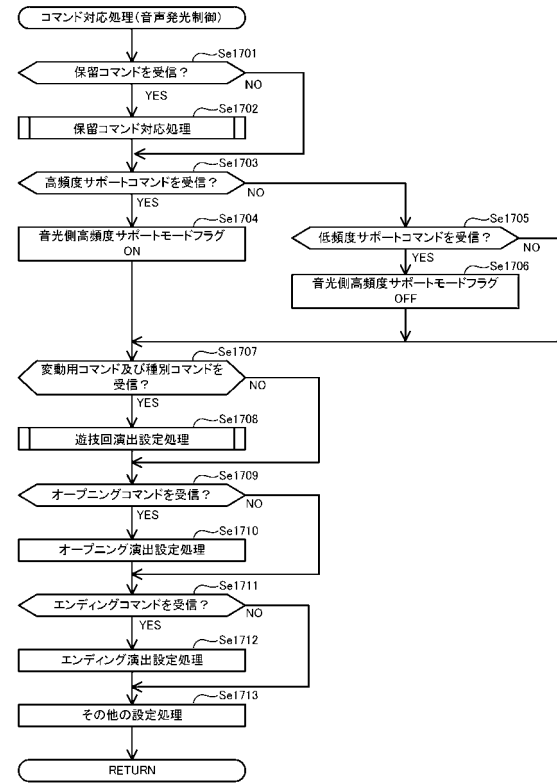 コマンド対応処理(音声発光制御)
Se1701
保留コマンドを受信？
NO
YES
Se1702
保留コマンド対応処理
Se1703
高頻度サポートコマンドを受信？
NO
YES
Se1704
音光側高頻度サポートモードフラグ
ON
Se1705
低頻度サポートコマンドを受信？
NO
YES
Se1706
音光側高頻度サポートモードフラグ
OFF
Se1707
変動用コマンド及び種別コマンドを
受信？
NO
YES
Se1708
遊技回演出設定処理
Se1709
オープニングコマンドを受信？
NO
YES
Se1710
オープニング演出設定処理
Se1711
エンディングコマンドを受信？
NO
YES
Se1712
エンディング演出設定処理
Se1713
その他の設定処理
RETURN